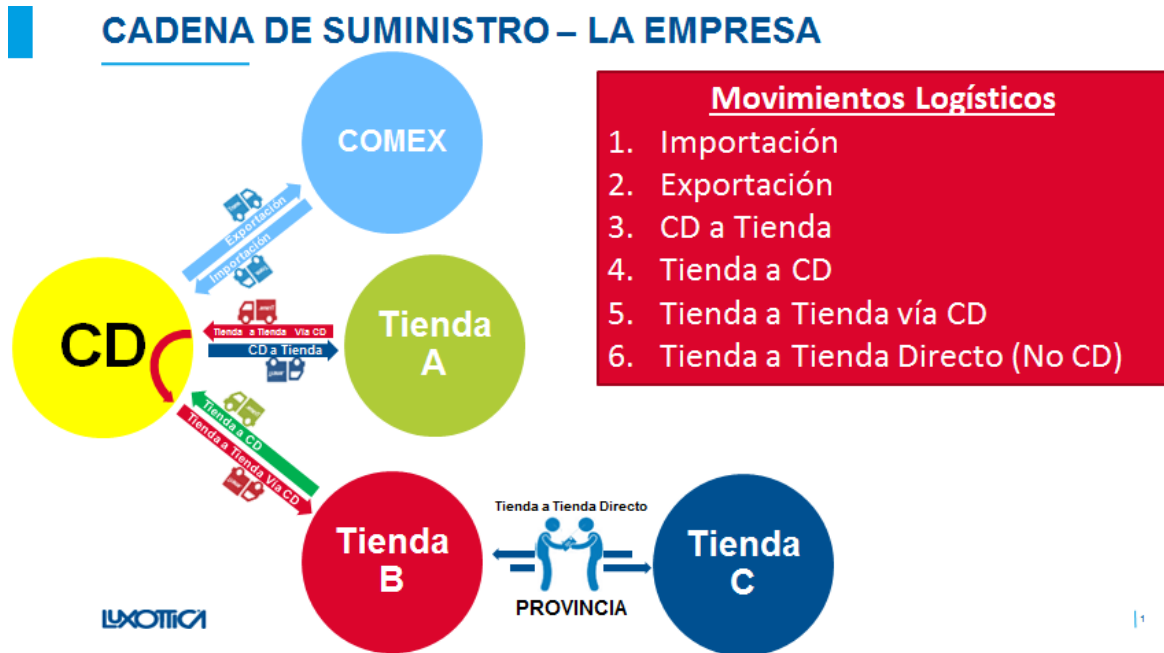 CADENA DE SUMINISTRO – LA EMPRESA
COMEX
Exportación
Importación
CD
Tienda a Tienda Vía CD
CD a Tienda
Tienda
A
Tienda a CD
Tienda a Tienda Vía CD
Tienda
B
Tienda a Tienda Directo
PROVINCIA
Tienda
C
Movimientos Logísticos
1. Importación
2. Exportación
3. CD a Tienda
4. Tienda a CD
5. Tienda a Tienda vía CD
6. Tienda a Tienda Directo (No CD)
LUXOTTICA
1